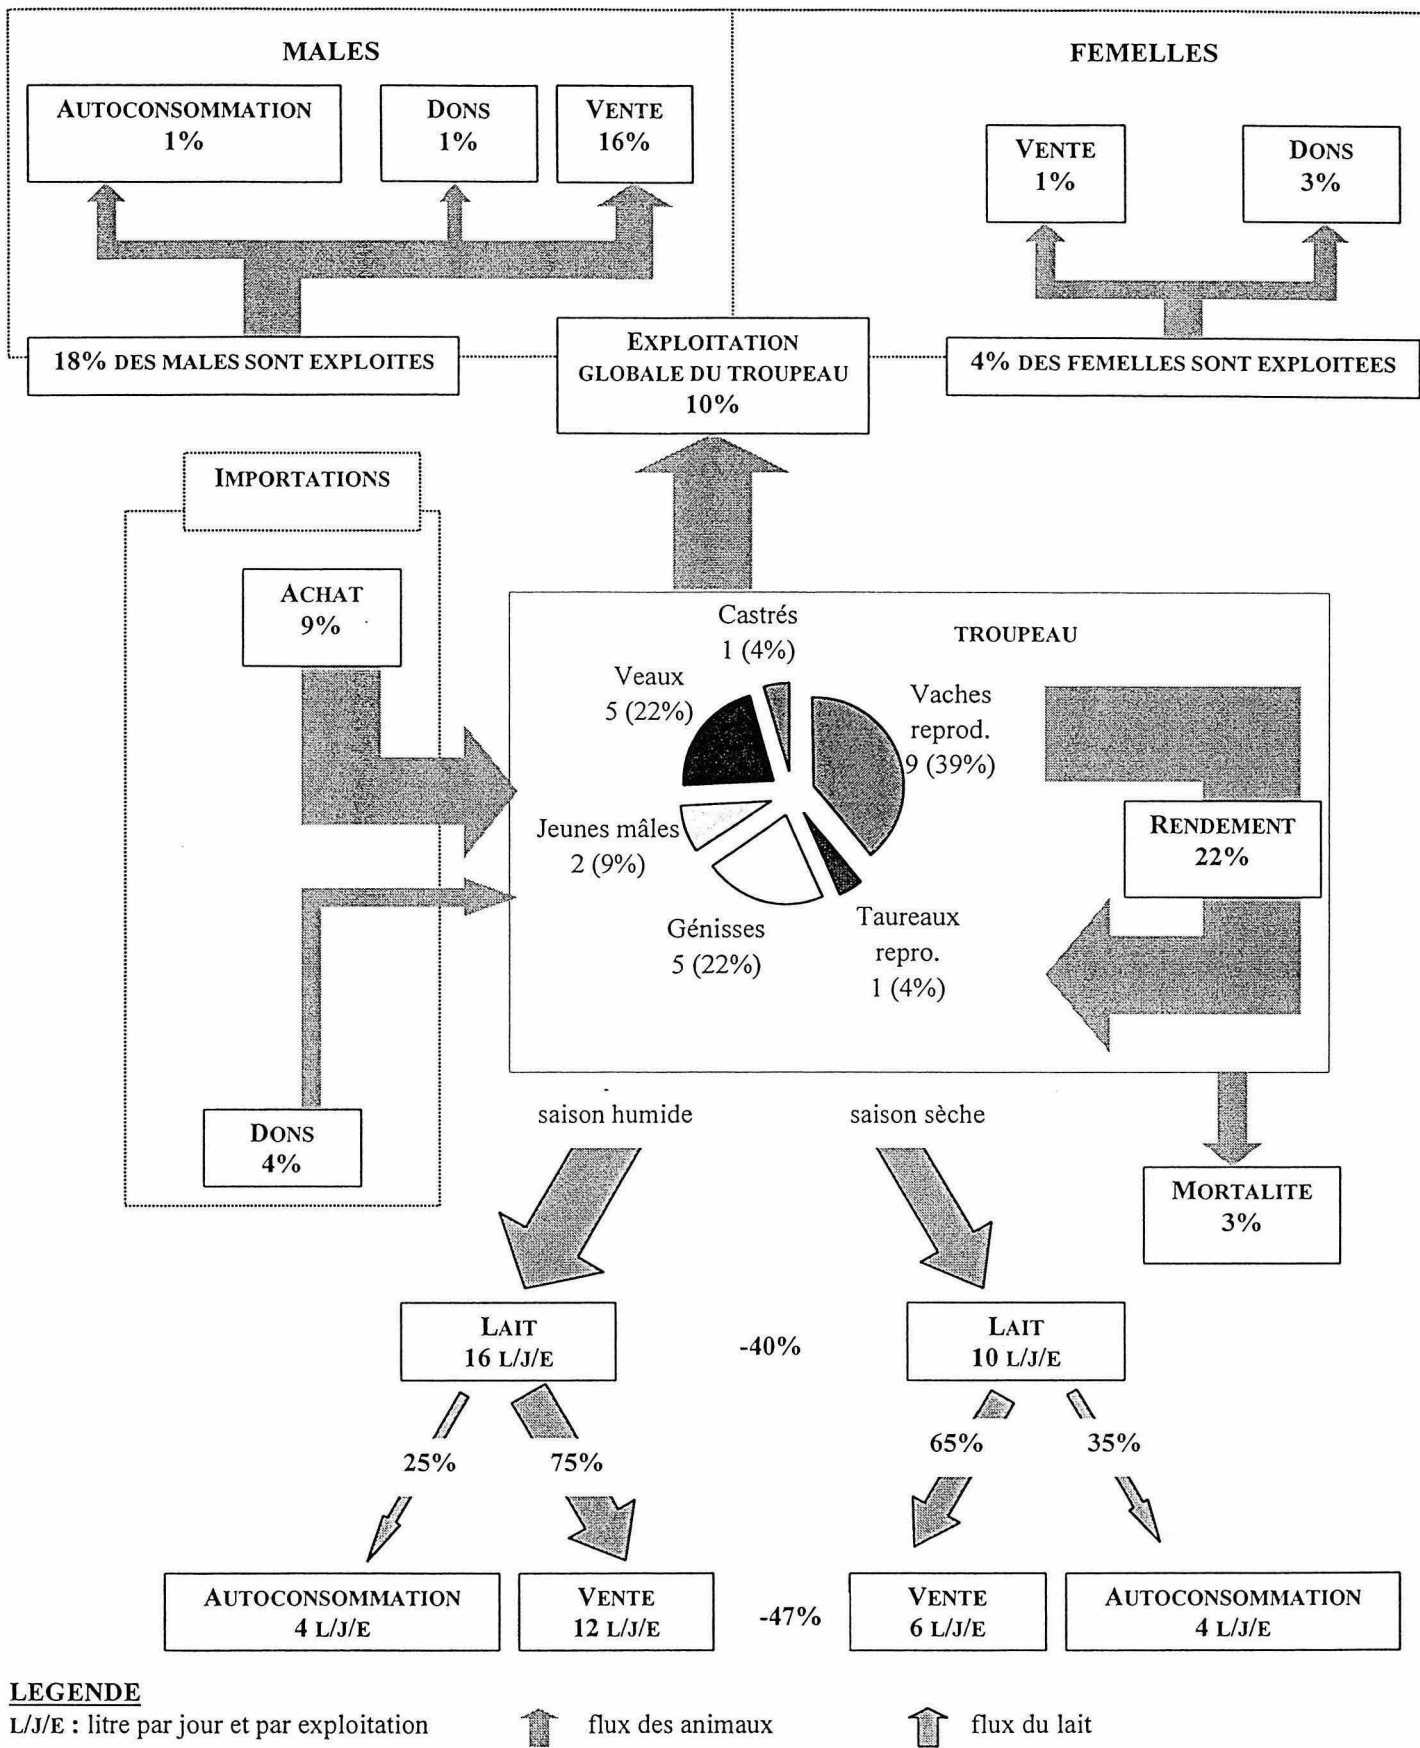 MALES
FEMELLES
AUTOCONSOMMATION
1%
DONS
1%
VENTE
16%
VENTE
1%
DONS
3%
18% DES MALES SONT EXPLOITES
EXPLOITATION
GLOBALE DU TROUPEAU
10%
4% DES FEMELLES SONT EXPLOITEES
IMPORTATIONS
ACHAT
9%
DONS
4%
TROUPEAU
Castrés
1 (4%)
Veaux
5 (22%)
Vaches
reprod.
9 (39%)
Jeunes mâles
2 (9%)
Génisses
5 (22%)
Taureaux
repro.
1 (4%)
RENDEMENT
22%
MORTALITE
3%
saison humide
saison sèche
LAIT
16 L/J/E
-40%
LAIT
10 L/J/E
25%
75%
65%
35%
AUTOCONSOMMATION
4 L/J/E
VENTE
12 L/J/E
-47%
VENTE
6 L/J/E
AUTOCONSOMMATION
4 L/J/E
LEGENDE
L/J/E : litre par jour et par exploitation
flux des animaux
flux du lait